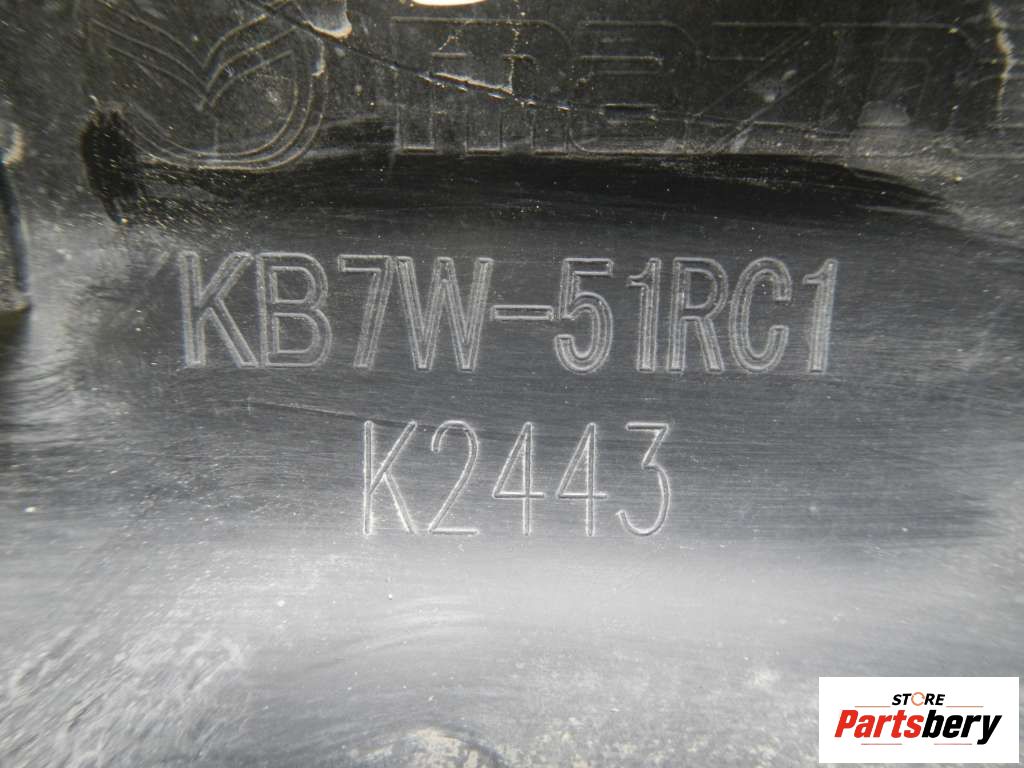 KB7W-51RC1
K2443
STORE
Partsbery